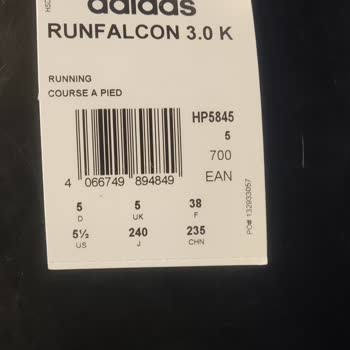 adidas
RUNFALCON 3.0 K
RUNNING
COURSE A PIED
HP5845
5
700
EAN
4 066749 894849
5 5 38
D UK F
5½ 240 235
US J CHN
PO# 132933057